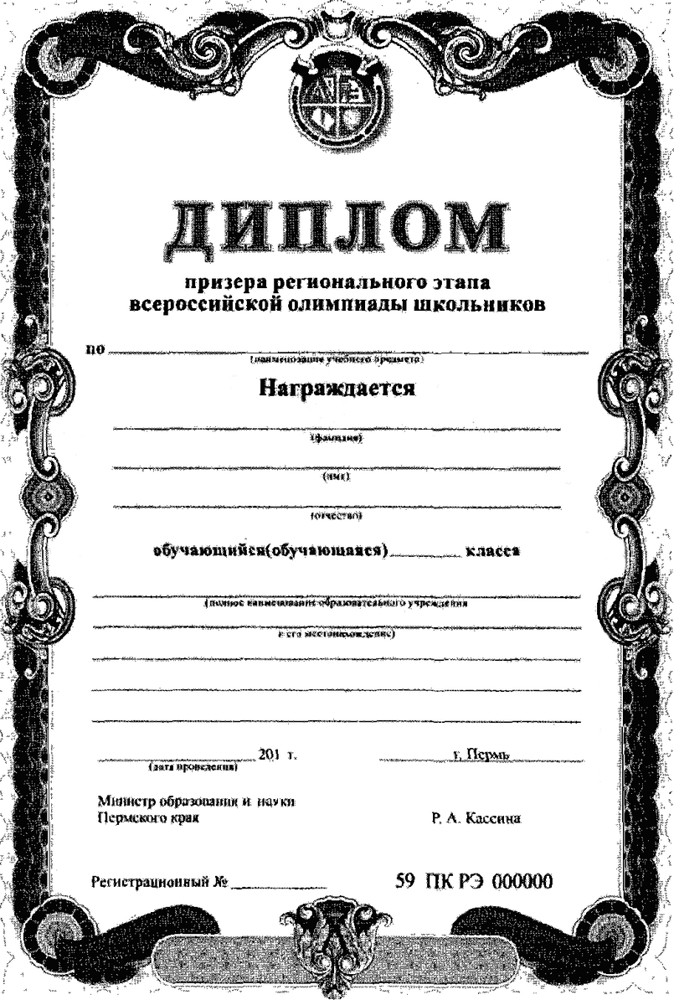 ДИПЛОМ
призера регионального этапа
всероссийской олимпиады школьников
по
(наименование учебного предмета)
Награждается
(фамилия)
(имя)
(отчество)
обучающийся(обучающаяся)________ класса
(полное наименование образовательного учреждения
и его местонахождение)
201 г. г. Пермь
(дата проведения)
Министр образования и науки
Пермского края Р. А. Кассина
Регистрационный № ____________ 59 ПК РЭ 000000